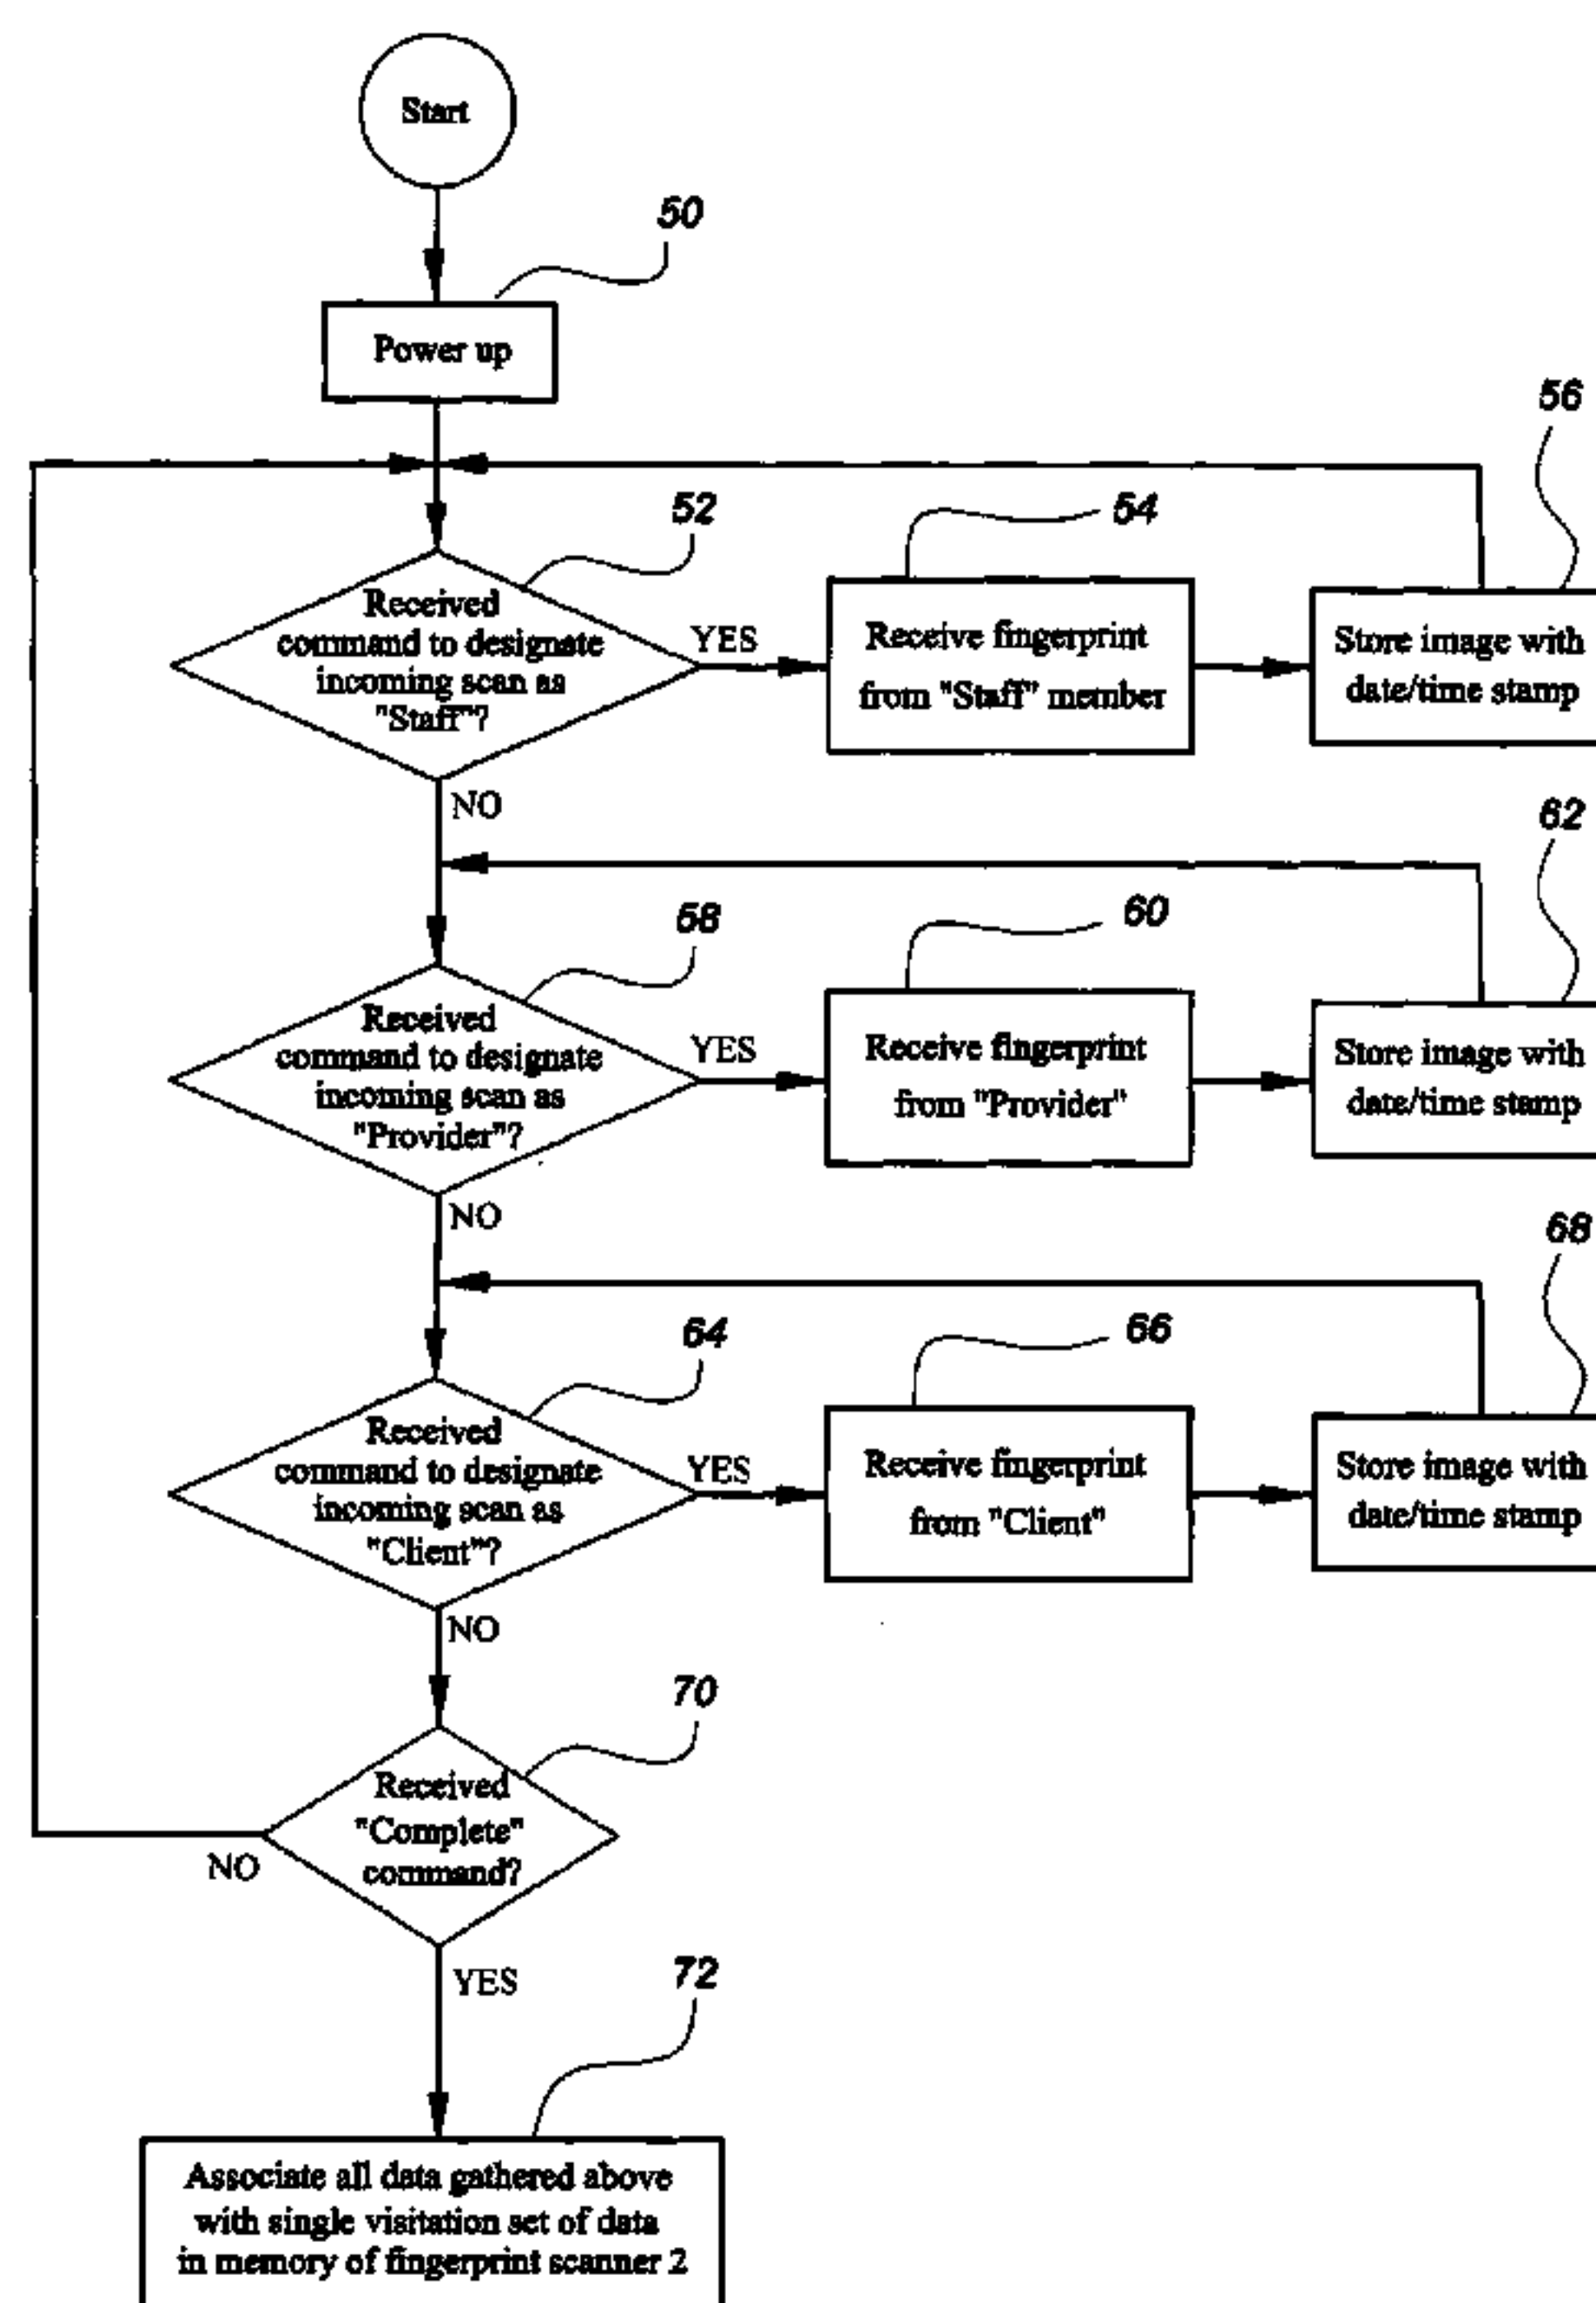 Start
50
Power up
56
52
54
Received
command to designate
incoming scan as
"Staff"?
YES
Receive fingerprint
from "Staff" member
Store image with
date/time stamp
NO
62
58
60
Received
command to designate
incoming scan as
"Provider"?
YES
Receive fingerprint
from "Provider"
Store image with
date/time stamp
NO
68
64
66
Received
command to designate
incoming scan as
"Client"?
YES
Receive fingerprint
from "Client"
Store image with
date/time stamp
NO
70
Received
"Complete"
command?
NO
YES
72
Associate all data gathered above
with single visitation set of data
in memory of fingerprint scanner 2